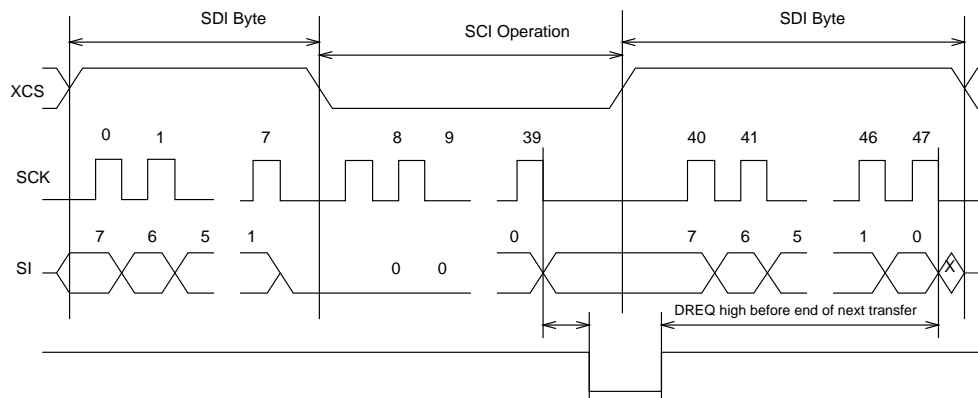 SDI Byte
SCI Operation
SDI Byte
XCS
0 1 7 8 9 39 40 41 46 47
SCK
7 6 5 1 0 7 6 5 1 0
SI
0 0 X
DREQ high before end of next transfer